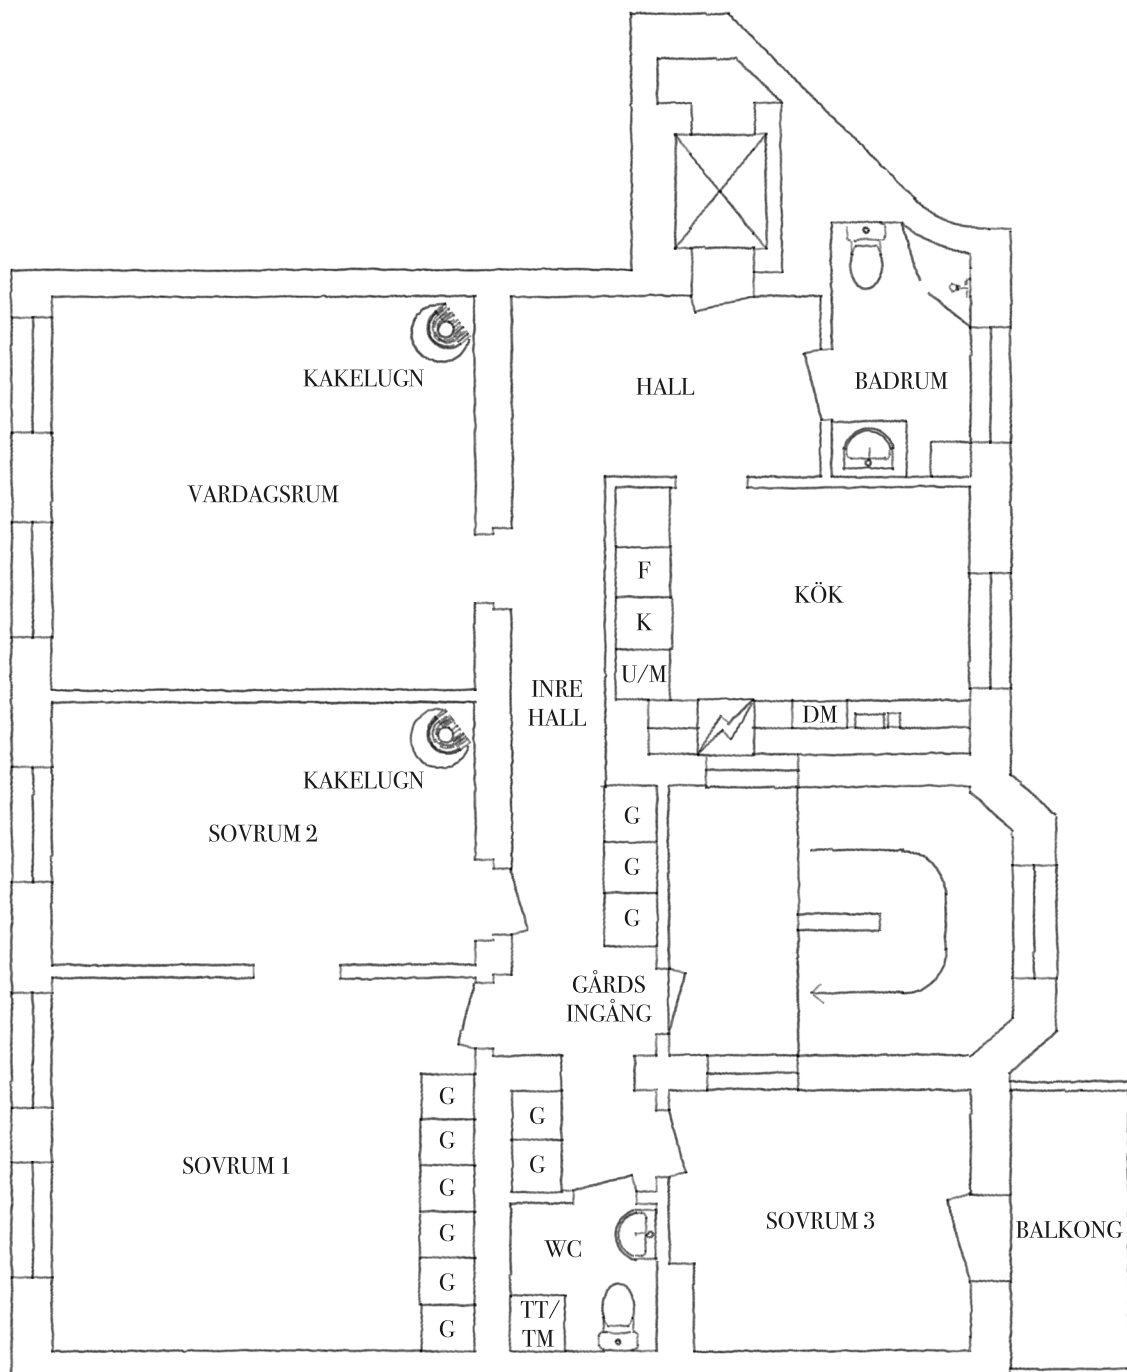 KAKELUGN
HALL
BADRUM
VARDAGSRUM
F
KÖK
K
U/M
INRE
HALL
DM
KAKELUGN
SOVRUM 2
G
G
G
GÅRDS
INGÅNG
G
G
G
G
G
G
G
G
SOVRUM 1
SOVRUM 3
BALKONG
WC
TT/
TM